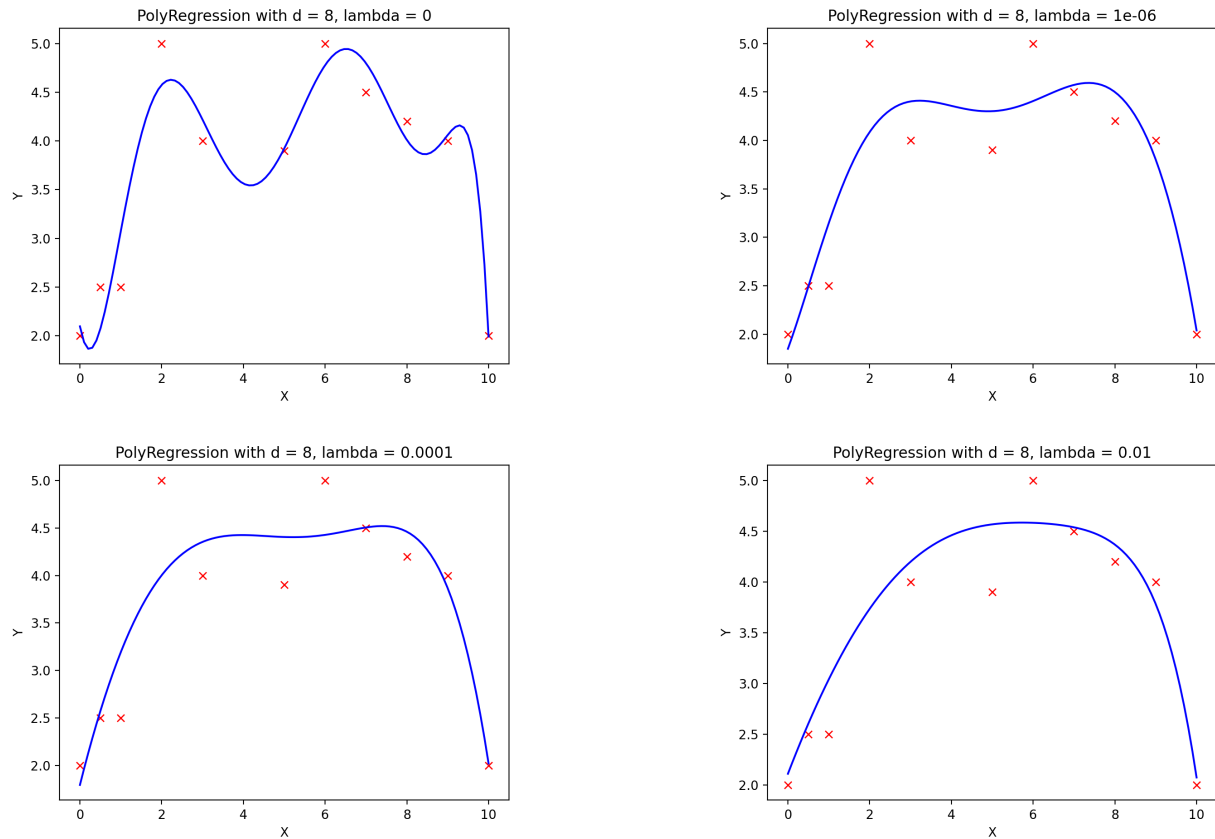 PolyRegression with d = 8, lambda = 0
5.0
4.5
4.0
3.5
3.0
2.5
2.0
Y
0 2 4 6 8 10
X
PolyRegression with d = 8, lambda = 1e-06
5.0
4.5
4.0
3.5
3.0
2.5
2.0
Y
0 2 4 6 8 10
X
PolyRegression with d = 8, lambda = 0.0001
5.0
4.5
4.0
3.5
3.0
2.5
2.0
Y
0 2 4 6 8 10
X
PolyRegression with d = 8, lambda = 0.01
5.0
4.5
4.0
3.5
3.0
2.5
2.0
Y
0 2 4 6 8 10
X